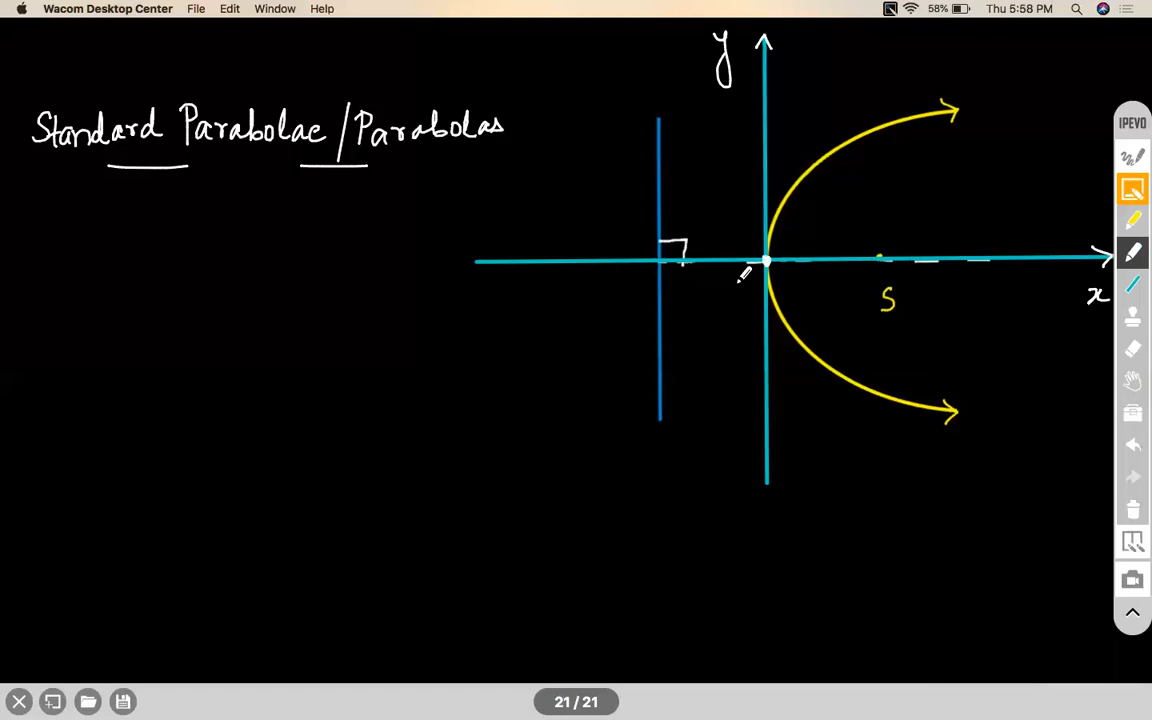 Wacom Desktop Center File Edit Window Help 58% Thu 5:58 PM
y
Standard Parabolae / Parabolas
IPEVO
S
x
21 / 21